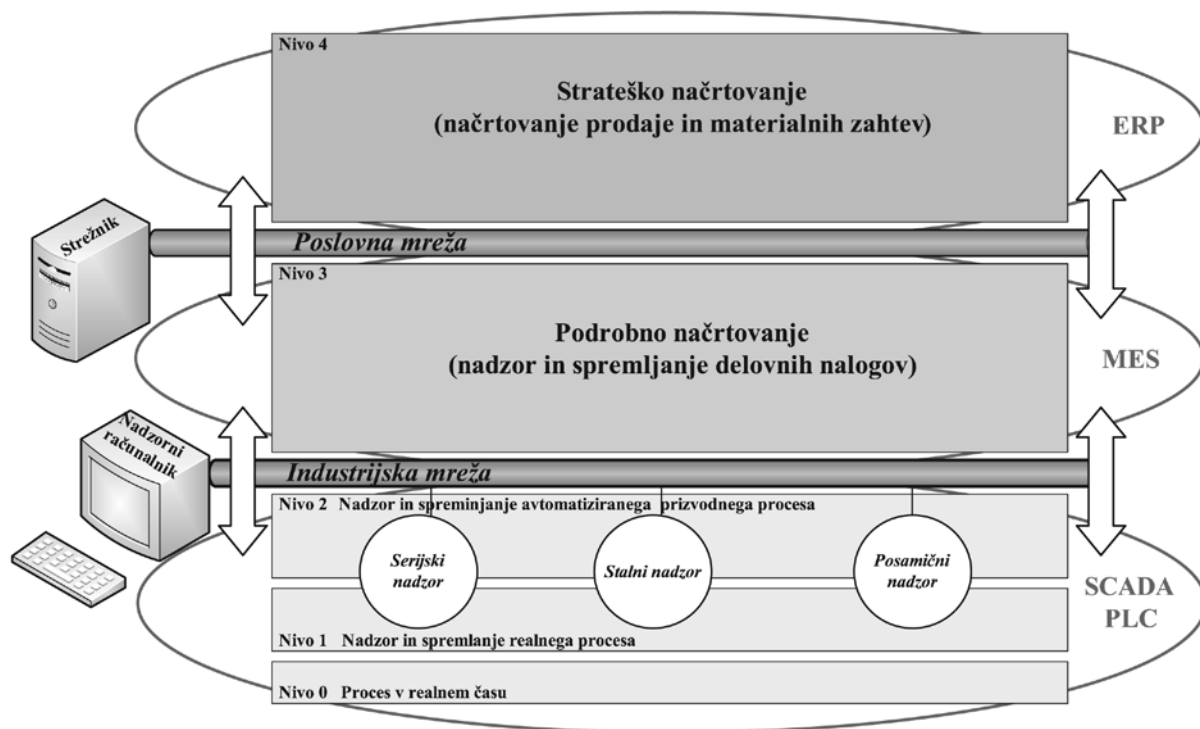 Nivo 4
Strateško načrtovanje
(načrtovanje prodaje in materialnih zahtev)
ERP
Strežnik
Poslovna mreža
Nivo 3
Podrobno načrtovanje
(nadzor in spremljanje delovnih nalogov)
MES
Nadzorni
računalnik
Industrijska mreža
Nivo 2 Nadzor in spreminjanje avtomatiziranega prizvodnega procesa
Serijski
nadzor
Stalni nadzor
Posamični
nadzor
SCADA
PLC
Nivo 1 Nadzor in spremlanje realnega procesa
Nivo 0 Proces v realnem času